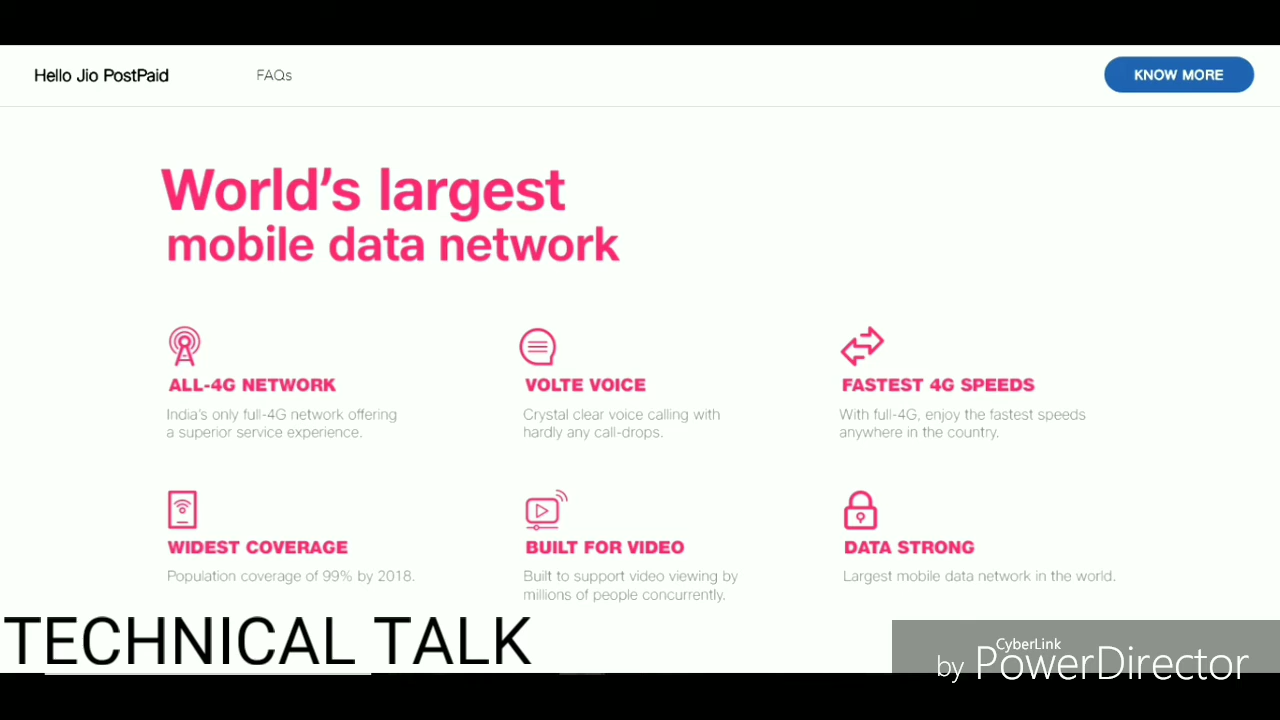 Hello Jio PostPaid
FAQs
KNOW MORE
World's largest
mobile data network
ALL-4G NETWORK
India's only full-4G network offering
a superior service experience.
VOLTE VOICE
Crystal clear voice calling with
hardly any call-drops.
FASTEST 4G SPEEDS
With full-4G, enjoy the fastest speeds
anywhere in the country.
WIDEST COVERAGE
Population coverage of 99% by 2018.
BUILT FOR VIDEO
Built to support video viewing by
millions of people concurrently.
DATA STRONG
Largest mobile data network in the world.
TECHNICAL TALK
CyberLink
by PowerDirector